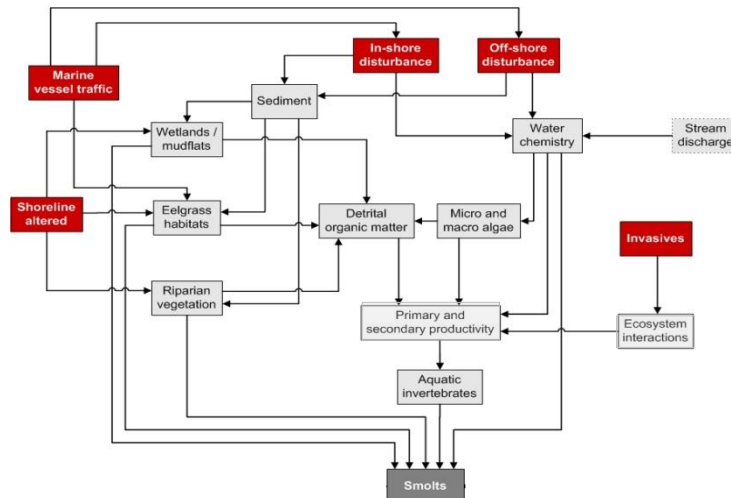 In-shore
disturbance
Off-shore
disturbance
Marine
vessel traffic
Sediment
Wetlands /
mudflats
Water
chemistry
Stream
discharge
Shoreline
altered
Eelgrass
habitats
Detrital
organic matter
Micro and
macro algae
Invasives
Riparian
vegetation
Primary and
secondary productivity
Ecosystem
interactions
Aquatic
invertebrates
Smolts